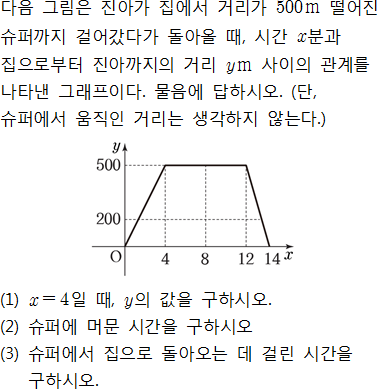 다음 그림은 진아가 집에서 거리가 500m 떨어진
슈퍼까지 걸어갔다가 돌아올 때, 시간 x분과
집으로부터 진아까지의 거리 ym 사이의 관계를
나타낸 그래프이다. 물음에 답하시오. (단,
슈퍼에서 움직인 거리는 생각하지 않는다.)
y
500
200
O 4 8 12 14 x
(1) x=4일 때, y의 값을 구하시오.
(2) 슈퍼에 머문 시간을 구하시오
(3) 슈퍼에서 집으로 돌아오는 데 걸린 시간을
구하시오.